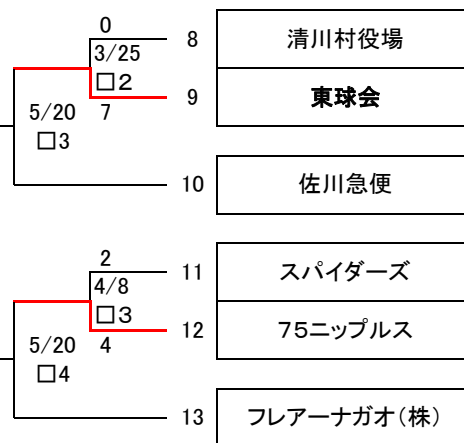 0
8 清川村役場
3/25
□2
9 東球会
5/20 7
□3
10 佐川急便
2
11 スパイダーズ
4/8
□3
12 75ニップルス
5/20 4
□4
13 フレアーナガオ(株)